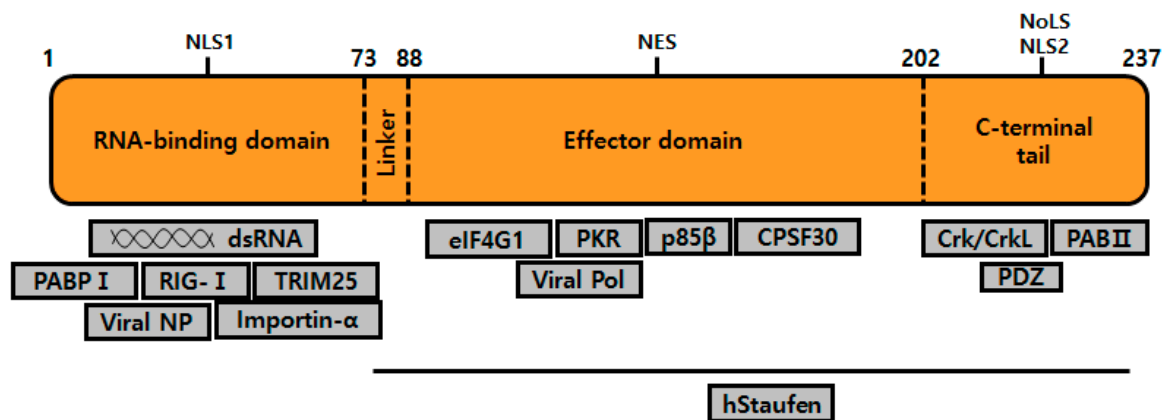 NoLS
NLS1 NES NLS2
1 73 88 202 237
RNA-binding domain
Linker
Effector domain
C-terminal
tail
dsRNA eIF4G1 PKR p85β CPSF30 Crk/CrkL PABⅡ
PABP Ⅰ RIG-Ⅰ TRIM25 Viral Pol PDZ
Viral NP Importin-α
hStaufen